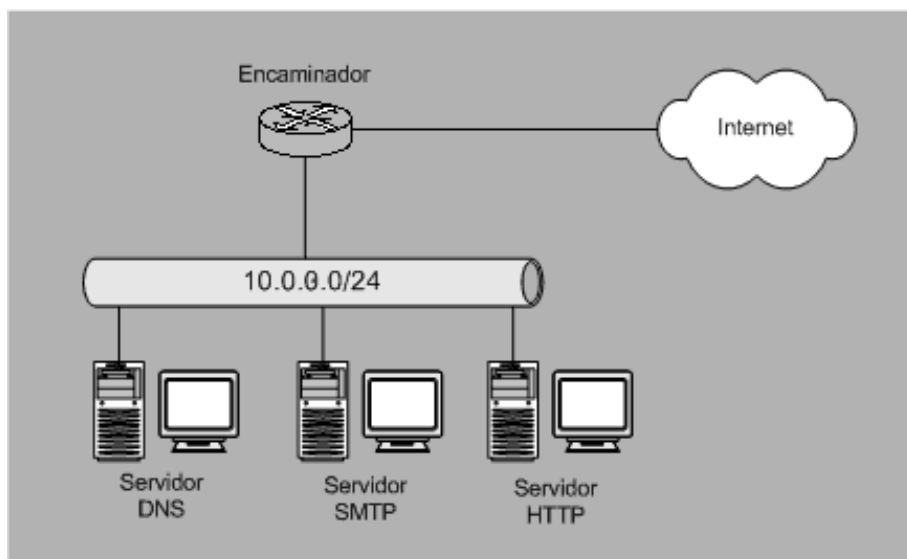 Encaminador
Internet
10.0.0.0/24
Servidor
DNS
Servidor
SMTP
Servidor
HTTP